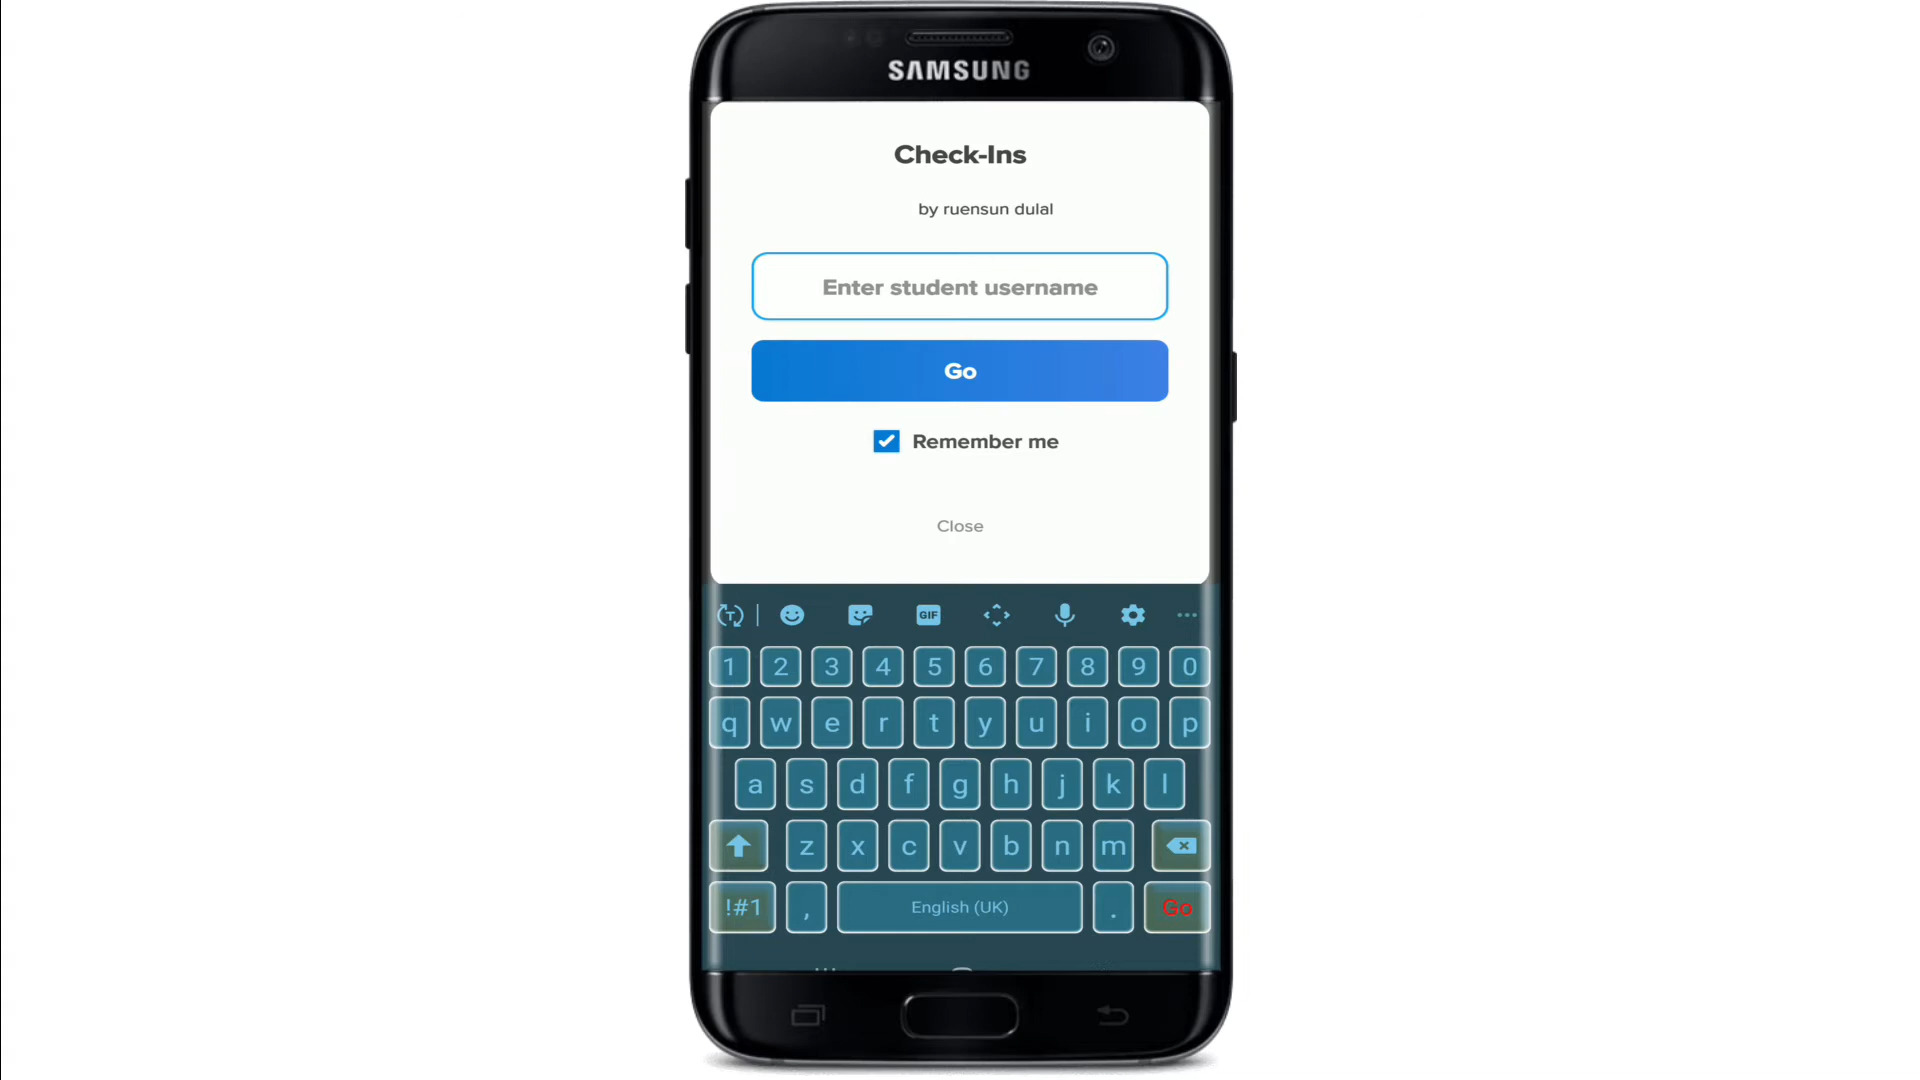 SAMSUNG
Check-Ins
by ruensun dulal
Enter student username
Go
Remember me
Close
T GIF
1 2 3 4 5 6 7 8 9 0
q w e r t y u i o p
a s d f g h j k l
z x c v b n m
!#1 , English (UK) . Go